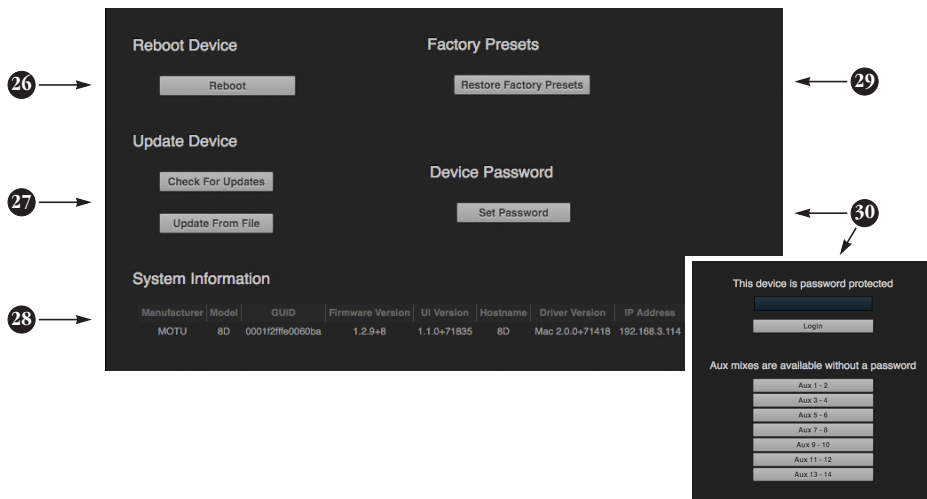 Reboot Device
Factory Presets
26
Reboot
Restore Factory Presets
29
Update Device
Device Password
Check For Updates
27
Set Password
30
Update From File
System Information
Manufacturer Model GUID Firmware Version UI Version Hostname Driver Version IP Address
28
MOTU 8D 0001f2fffe0060ba 1.2.9+8 1.1.0+71835 8D Mac 2.0.0+71418 192.168.3.114
This device is password protected
Login
Aux mixes are available without a password
Aux 1 - 2
Aux 3 - 4
Aux 5 - 6
Aux 7 - 8
Aux 9 - 10
Aux 11 - 12
Aux 13 - 14